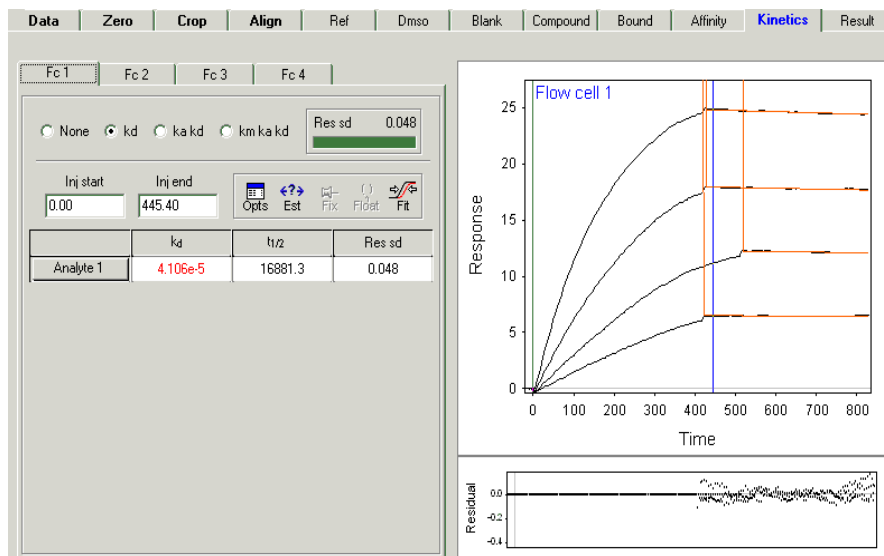 Data Zero Crop Align Ref Dmso Blank Compound Bound Affinity Kinetics Result
Fc 1 Fc 2 Fc 3 Fc 4
None kd ka kd km ka kd
Res sd 0.048
Inj start Inj end
0.00 445.40
Opts Est Fix Float Fit
kd t1/2 Res sd
Analyte 1 4.106e-5 16881.3 0.048
Flow cell 1
Response
25
20
15
10
5
0
0 100 200 300 400 500 600 700 800
Time
Residual
0.0
-0.2
-0.4